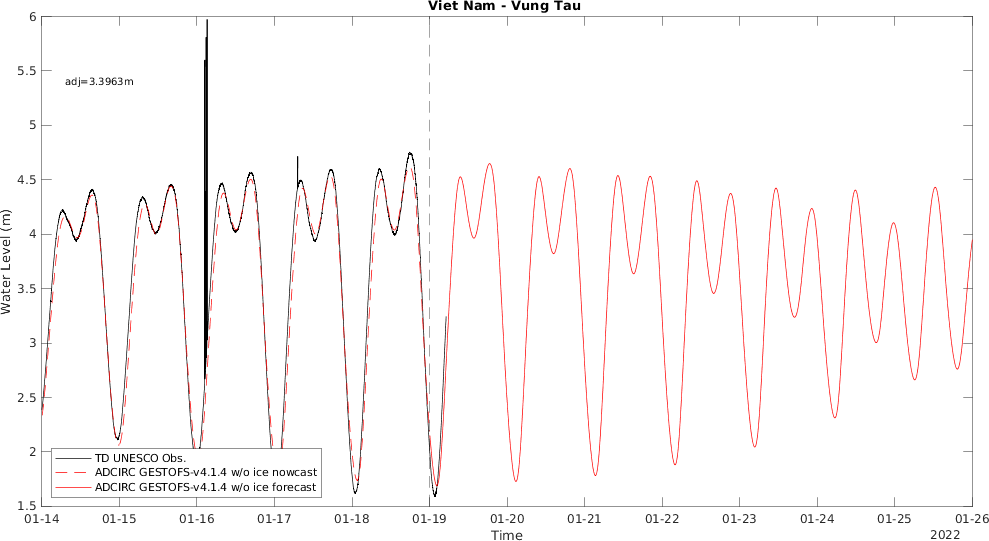 Viet Nam - Vung Tau
6
5.5
5
4.5
4
3.5
3
2.5
2
1.5
Water Level (m)
adj=3.3963m
TD UNESCO Obs.
ADCIRC GESTOFS-v4.1.4 w/o ice nowcast
ADCIRC GESTOFS-v4.1.4 w/o ice forecast
01-14 01-15 01-16 01-17 01-18 01-19 01-20 01-21 01-22 01-23 01-24 01-25 01-26
Time
2022